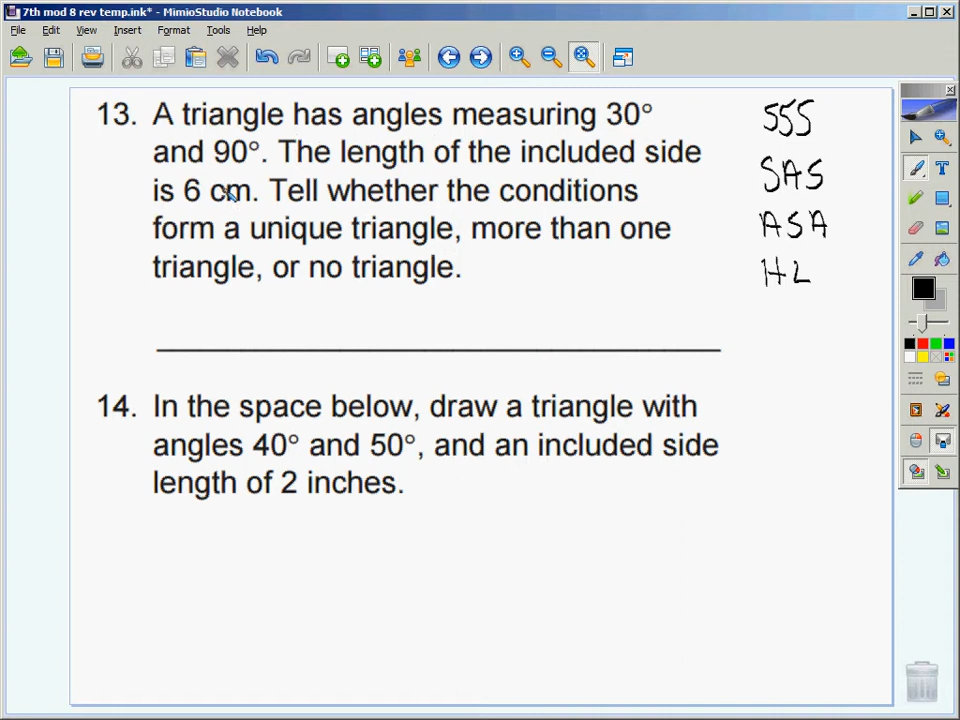 7th mod 8 rev temp.ink* - MimioStudio Notebook
File Edit View Insert Format Tools Help
13. A triangle has angles measuring 30°
and 90°. The length of the included side
is 6 cm. Tell whether the conditions
form a unique triangle, more than one
triangle, or no triangle.
SSS
SAS
ASA
HL
14. In the space below, draw a triangle with
angles 40° and 50°, and an included side
length of 2 inches.